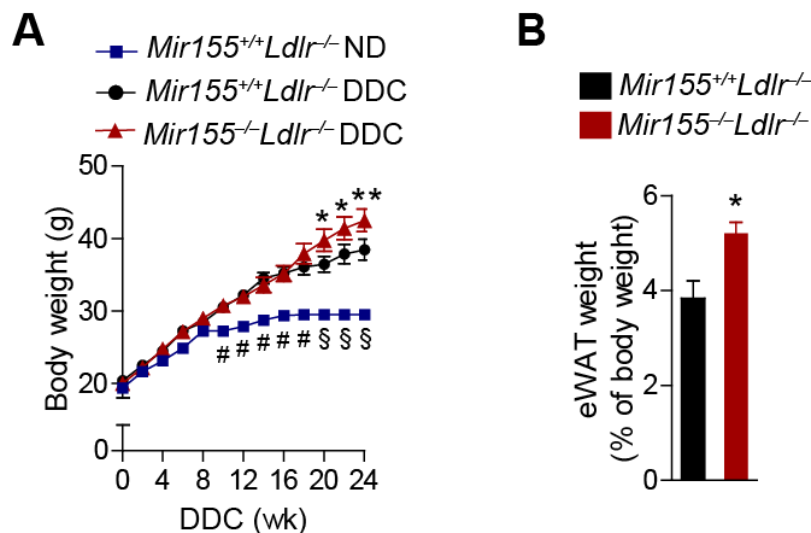 A
Mir155+/+Ldlr–/– ND
Mir155+/+Ldlr–/– DDC
Mir155–/–Ldlr–/– DDC
Body weight (g)
50
40
30
20
0
* * **
# # # # # § § §
0 4 8 12 16 20 24
DDC (wk)
B
Mir155+/+Ldlr–/–
Mir155–/–Ldlr–/–
eWAT weight
(% of body weight)
6
4
2
0
*